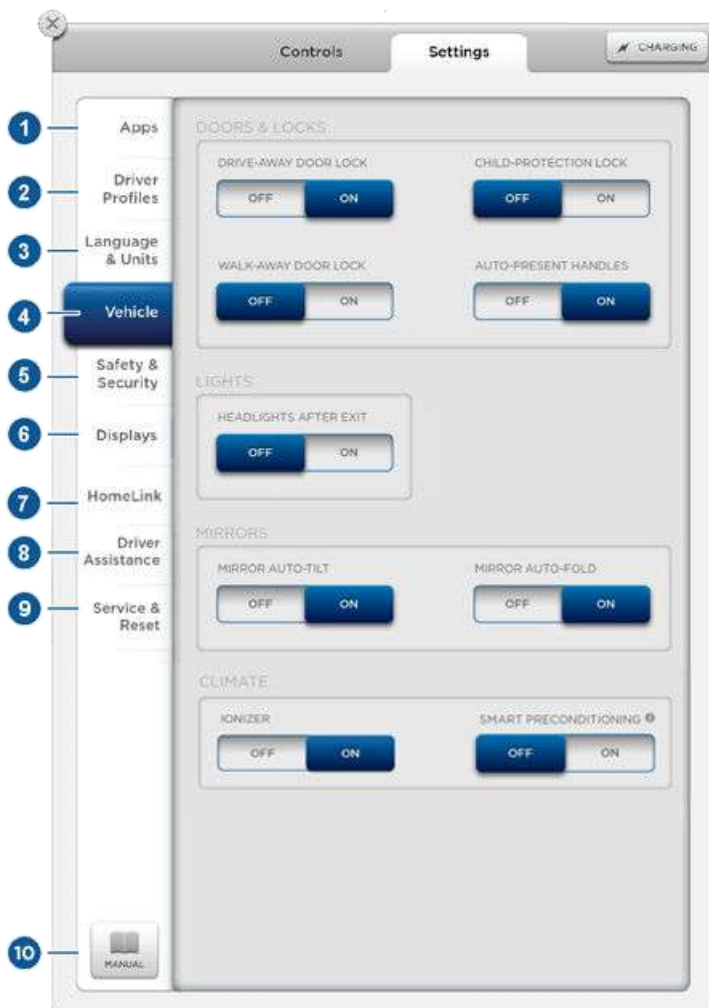 Controls
Settings
CHARGING
1
Apps
2
Driver
Profiles
3
Language
& Units
4
Vehicle
5
Safety &
Security
6
Displays
7
HomeLink
8
Driver
Assistance
9
Service &
Reset
10
MANUAL
DOORS & LOCKS
DRIVE-AWAY DOOR LOCK
OFF ON
CHILD-PROTECTION LOCK
OFF ON
WALK-AWAY DOOR LOCK
OFF ON
AUTO-PRESENT HANDLES
OFF ON
LIGHTS
HEADLIGHTS AFTER EXIT
OFF ON
MIRRORS
MIRROR AUTO-TILT
OFF ON
MIRROR AUTO-FOLD
OFF ON
CLIMATE
IONIZER
OFF ON
SMART PRECONDITIONING
OFF ON